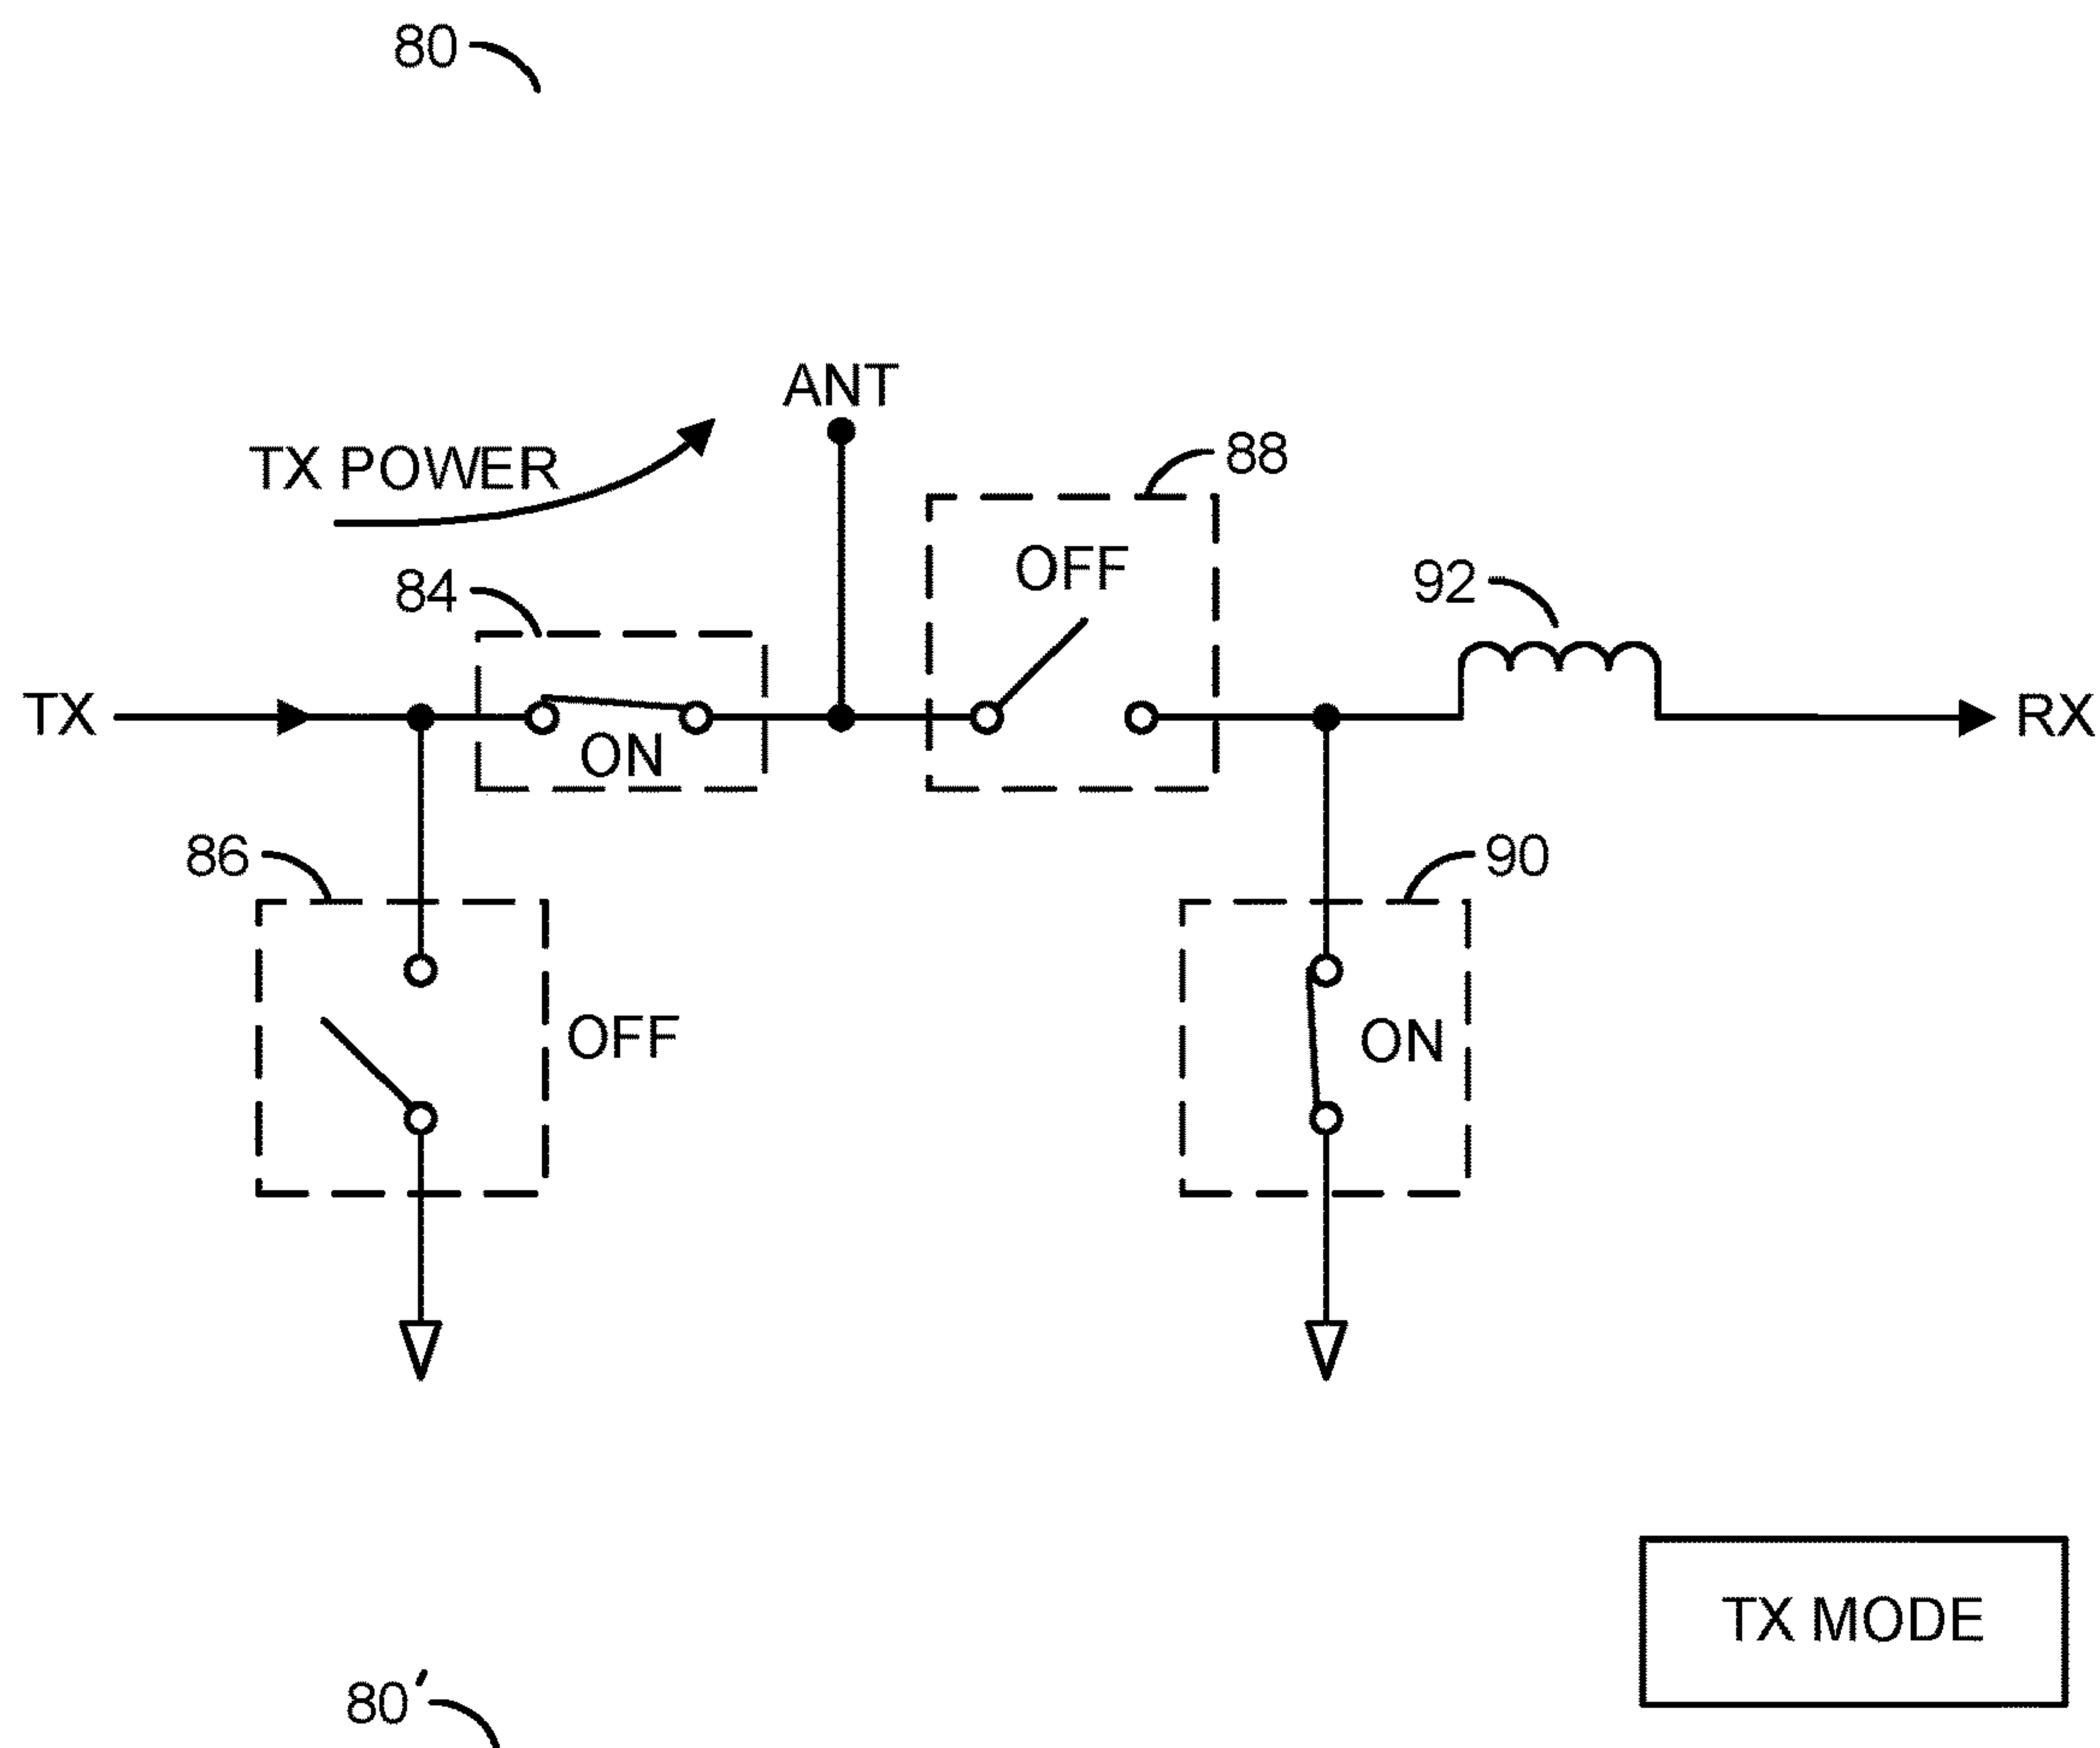 80
ANT
TX POWER
88
OFF
84
92
TX
ON
RX
86
90
OFF
ON
TX MODE
80′